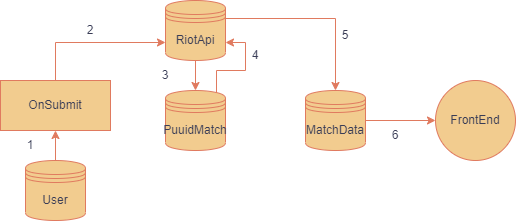 2
RiotApi
5
3
4
OnSubmit
PuuidMatch
MatchData
6
FrontEnd
1
User